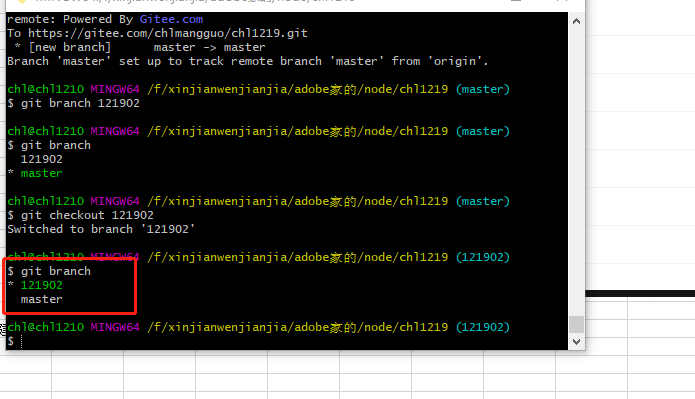 remote: Powered By Gitee.com
To https://gitee.com/chlmangguo/chl1219.git
 * [new branch]      master -> master
Branch 'master' set up to track remote branch 'master' from 'origin'.
chl@chl1210 MINGW64 /f/xinjianwenjianjia/adobe家的/node/chl1219 (master)
$ git branch 121902
chl@chl1210 MINGW64 /f/xinjianwenjianjia/adobe家的/node/chl1219 (master)
$ git branch
  121902
* master
chl@chl1210 MINGW64 /f/xinjianwenjianjia/adobe家的/node/chl1219 (master)
$ git checkout 121902
Switched to branch '121902'
chl@chl1210 MINGW64 /f/xinjianwenjianjia/adobe家的/node/chl1219 (121902)
$ git branch
* 121902
  master
chl@chl1210 MINGW64 /f/xinjianwenjianjia/adobe家的/node/chl1219 (121902)
$